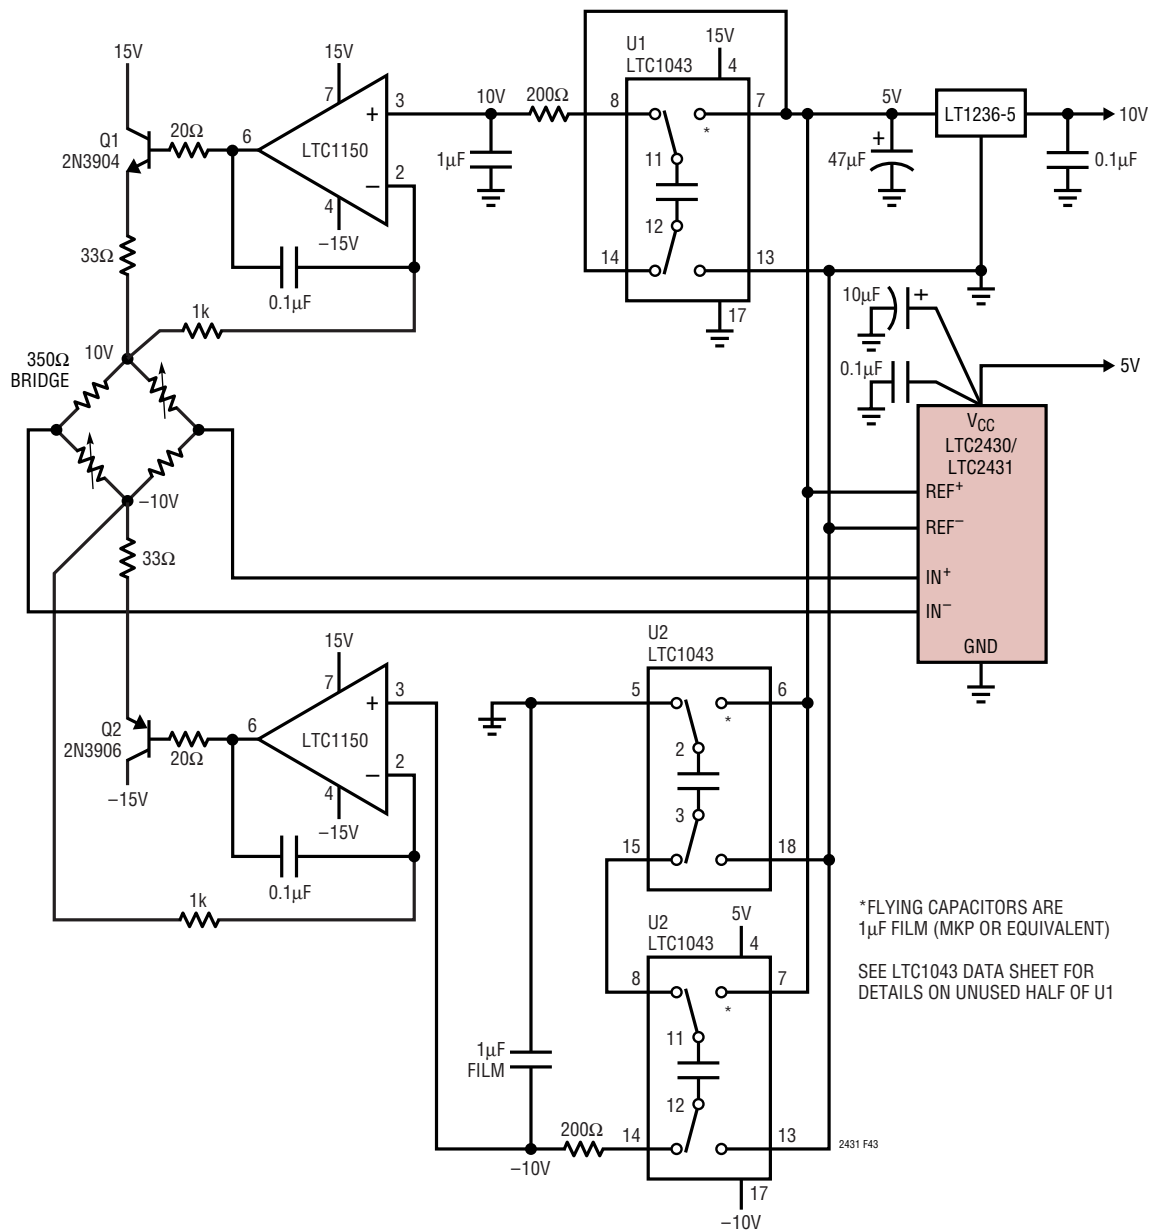 15V
Q1
2N3904
20Ω
6
15V
7
LTC1150
4
–15V
+
3
–
2
0.1µF
33Ω
1k
10V
1µF
200Ω
U1
LTC1043
15V
4
8
7
*
11
12
14
13
17
5V
+
47µF
LT1236-5
10V
0.1µF
10V
350Ω
BRIDGE
–10V
33Ω
10µF
+
0.1µF
5V
VCC
LTC2430/
LTC2431
REF+
REF–
IN+
IN–
GND
Q2
2N3906
–15V
20Ω
6
15V
7
LTC1150
4
–15V
+
3
–
2
0.1µF
1k
U2
LTC1043
5
6
*
2
3
15
18
U2
LTC1043
5V
4
8
7
*
11
12
14
13
17
–10V
1µF
FILM
200Ω
–10V
2431 F43
*FLYING CAPACITORS ARE
1µF FILM (MKP OR EQUIVALENT)
SEE LTC1043 DATA SHEET FOR
DETAILS ON UNUSED HALF OF U1